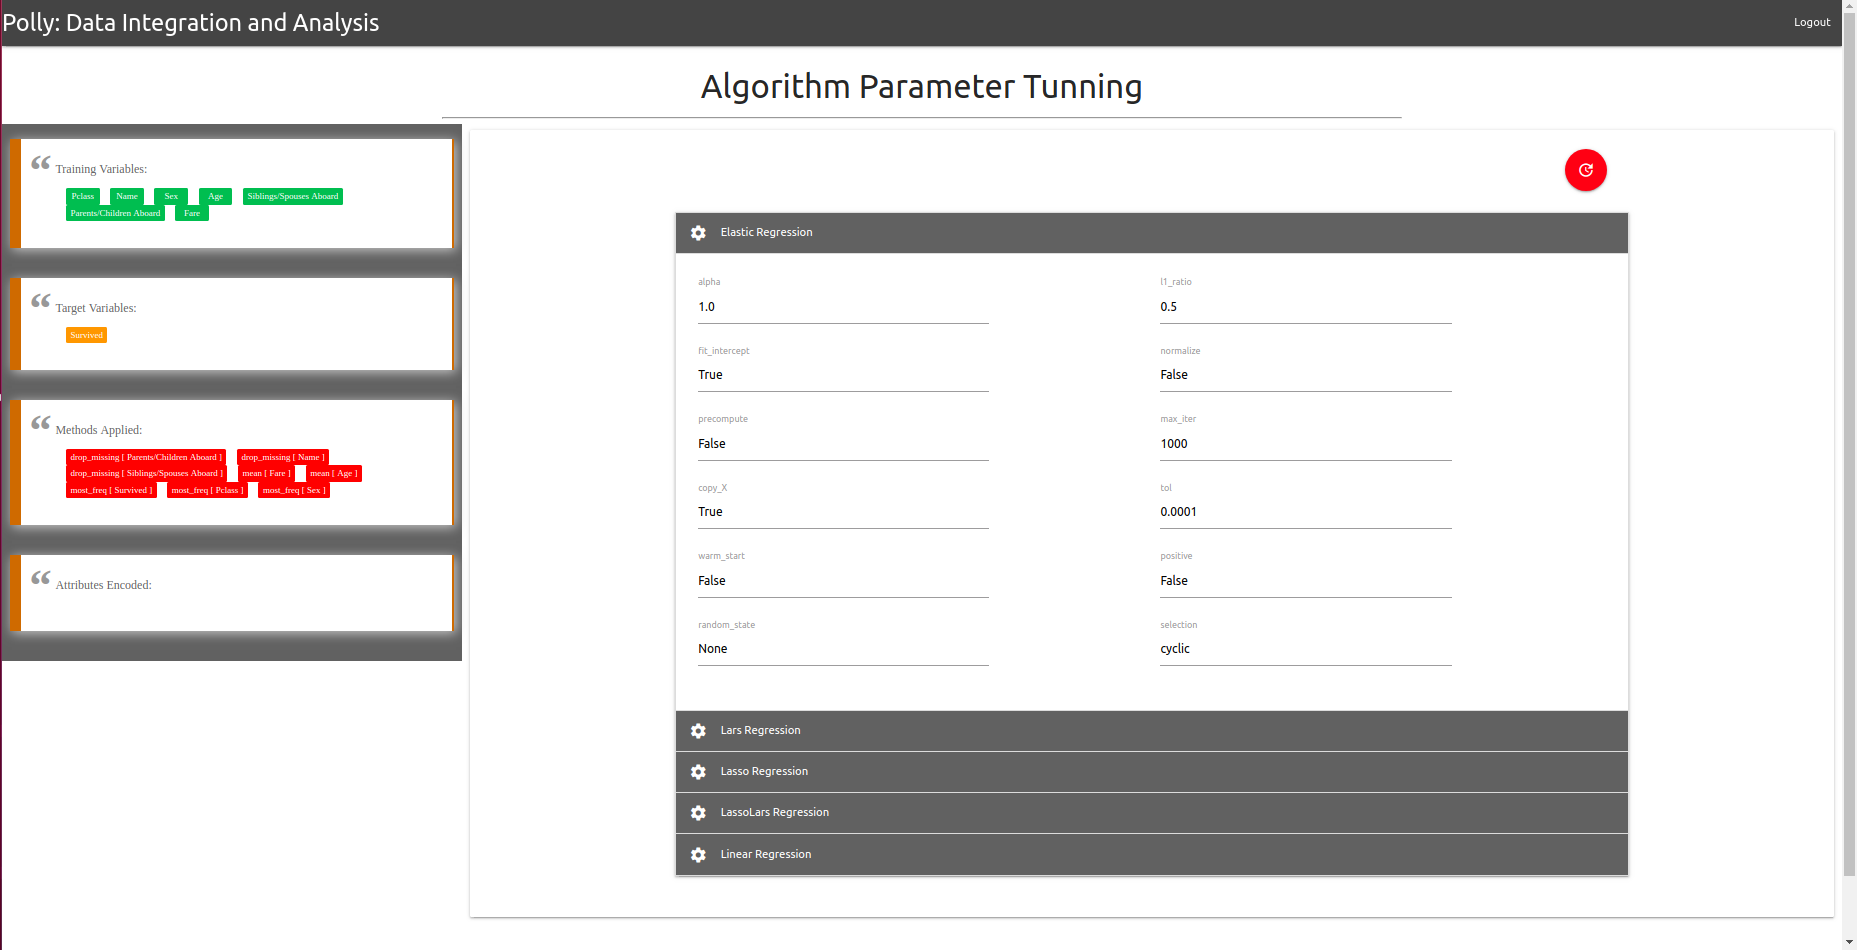 Polly: Data Integration and Analysis
Logout
Algorithm Parameter Tunning
“ Training Variables:
Pclass Name Sex Age Siblings/Spouses Aboard
Parents/Children Aboard Fare
“ Target Variables:
Survived
“ Methods Applied:
drop_missing [ Parents/Children Aboard ] drop_missing [ Name ]
drop_missing [ Siblings/Spouses Aboard ] mean [ Fare ] mean [ Age ]
most_freq [ Survived ] most_freq [ Pclass ] most_freq [ Sex ]
“ Attributes Encoded:
Elastic Regression
alpha l1_ratio
1.0 0.5
fit_intercept normalize
True False
precompute max_iter
False 1000
copy_X tol
True 0.0001
warm_start positive
False False
random_state selection
None cyclic
Lars Regression
Lasso Regression
LassoLars Regression
Linear Regression